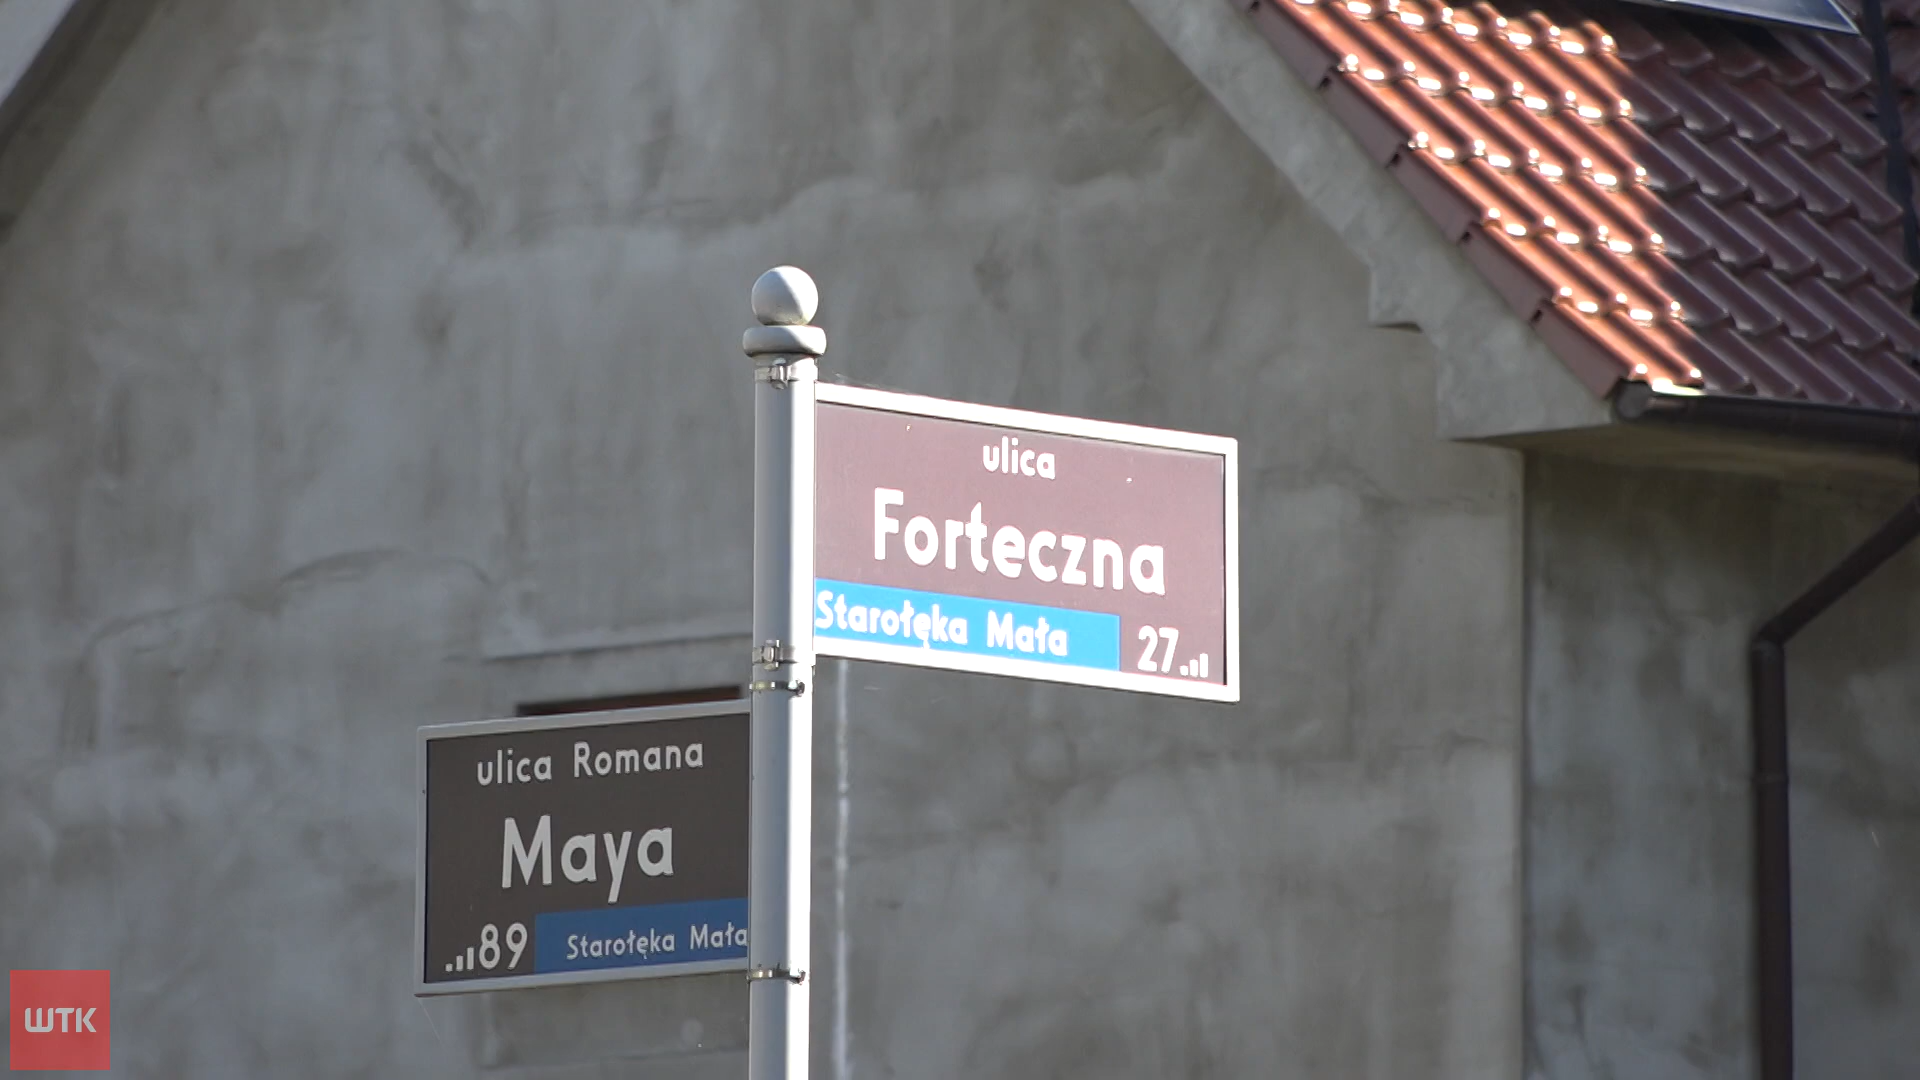 ulica
Forteczna
Starołęka Mała 27
ulica Romana
Maya
89 Starołęka Mała
WTK